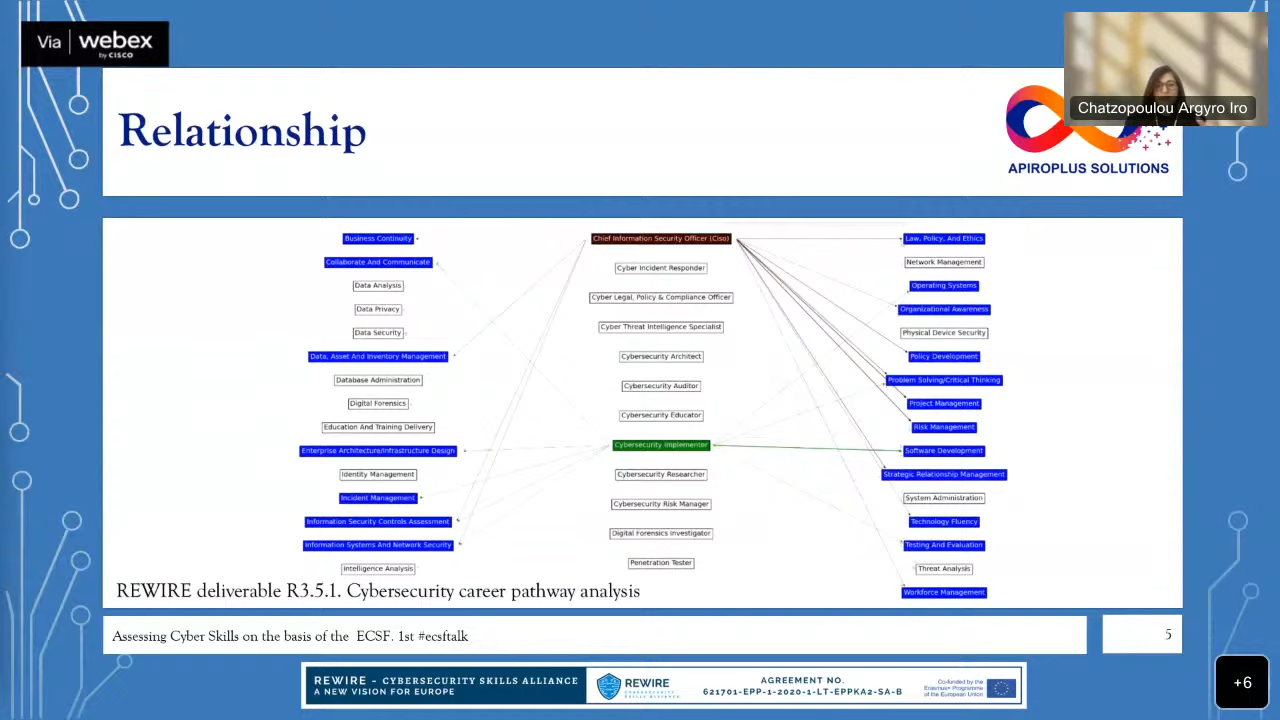 Via webex
by CISCO
Chatzopoulou Argyro Iro
Relationship
APIROPLUS SOLUTIONS
Business Continuity
Collaborate And Communicate
Data Analysis
Data Privacy
Data Security
Data, Asset And Inventory Management
Database Administration
Digital Forensics
Education And Training Delivery
Enterprise Architecture/Infrastructure Design
Identity Management
Incident Management
Information Security Controls Assessment
Information Systems And Network Security
Intelligence Analysis
Chief Information Security Officer (Ciso)
Cyber Incident Responder
Cyber Legal, Policy & Compliance Officer
Cyber Threat Intelligence Specialist
Cybersecurity Architect
Cybersecurity Auditor
Cybersecurity Educator
Cybersecurity Implementer
Cybersecurity Researcher
Cybersecurity Risk Manager
Digital Forensics Investigator
Penetration Tester
Law, Policy, And Ethics
Network Management
Operating Systems
Organizational Awareness
Physical Device Security
Policy Development
Problem Solving/Critical Thinking
Project Management
Risk Management
Software Development
Strategic Relationship Management
System Administration
Technology Fluency
Testing And Evaluation
Threat Analysis
Workforce Management
REWIRE deliverable R3.5.1. Cybersecurity career pathway analysis
Assessing Cyber Skills on the basis of the ECSF. 1st #ecsftalk
5
REWIRE - CYBERSECURITY SKILLS ALLIANCE
A NEW VISION FOR EUROPE
REWIRE
CYBERSECURITY
SKILLS ALLIANCE
AGREEMENT NO.
621701-EPP-1-2020-1-LT-EPPKA2-SA-B
Co-funded by the
Erasmus+ Programme
of the European Union
+6